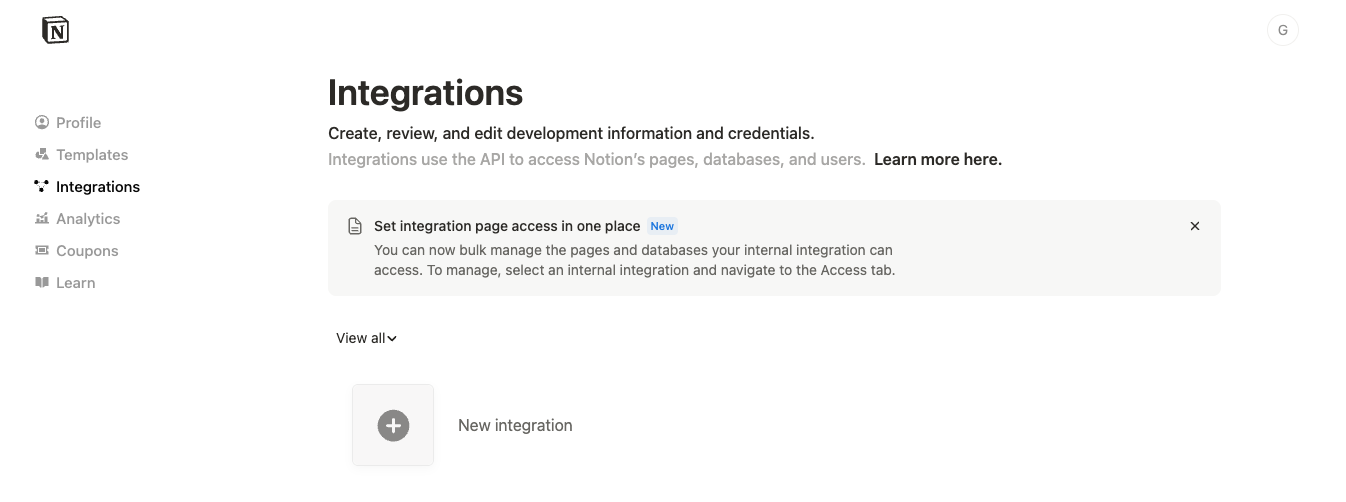 N
G
Profile
Templates
Integrations
Analytics
Coupons
Learn
Integrations
Create, review, and edit development information and credentials.
Integrations use the API to access Notion’s pages, databases, and users. Learn more here.
Set integration page access in one place New
You can now bulk manage the pages and databases your internal integration can
access. To manage, select an internal integration and navigate to the Access tab.
View all
New integration